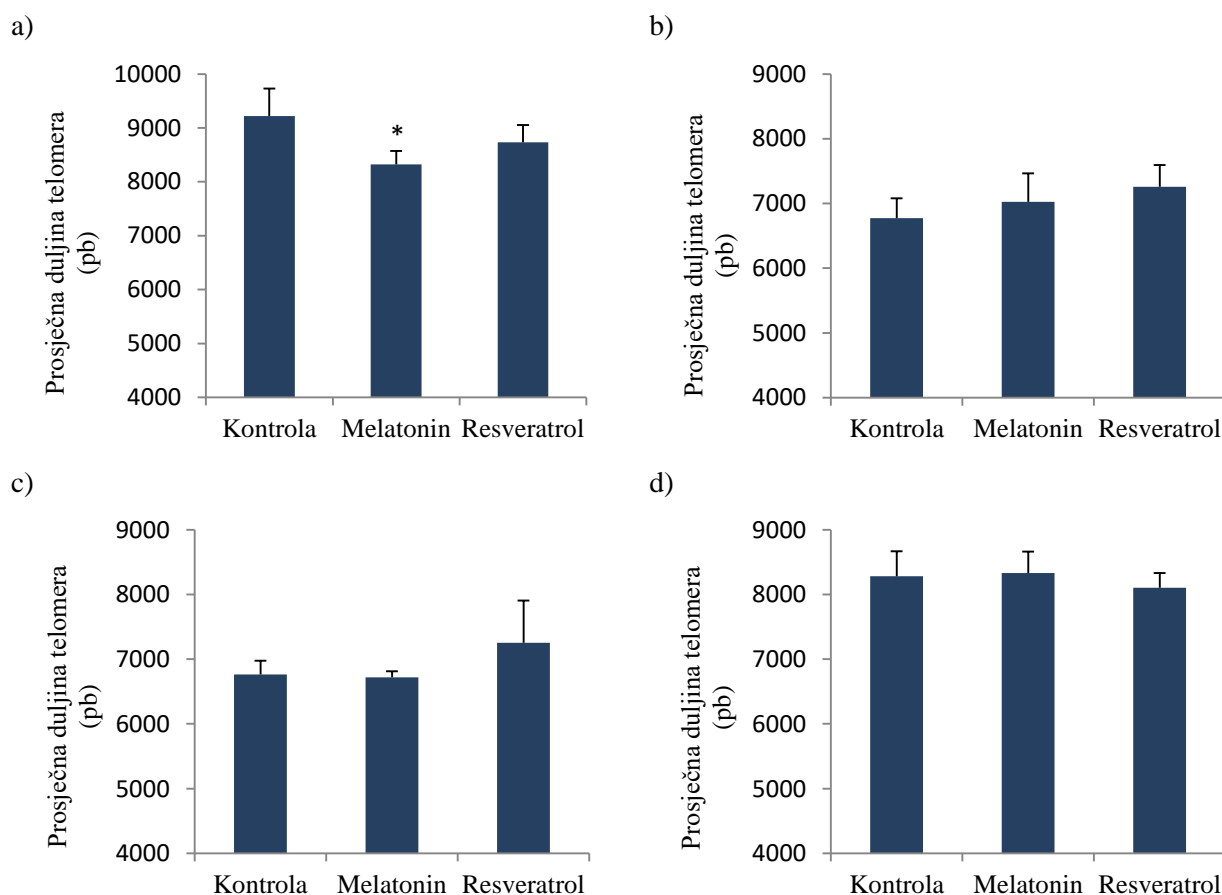 a)
Prosječna duljina telomera
(pb)
10000
9000
8000
7000
6000
5000
4000
*
Kontrola Melatonin Resveratrol
b)
Prosječna duljina telomera
(pb)
9000
8000
7000
6000
5000
4000
Kontrola Melatonin Resveratrol
c)
Prosječna duljina telomera
(pb)
9000
8000
7000
6000
5000
4000
Kontrola Melatonin Resveratrol
d)
Prosječna duljina telomera
(pb)
9000
8000
7000
6000
5000
4000
Kontrola Melatonin Resveratrol